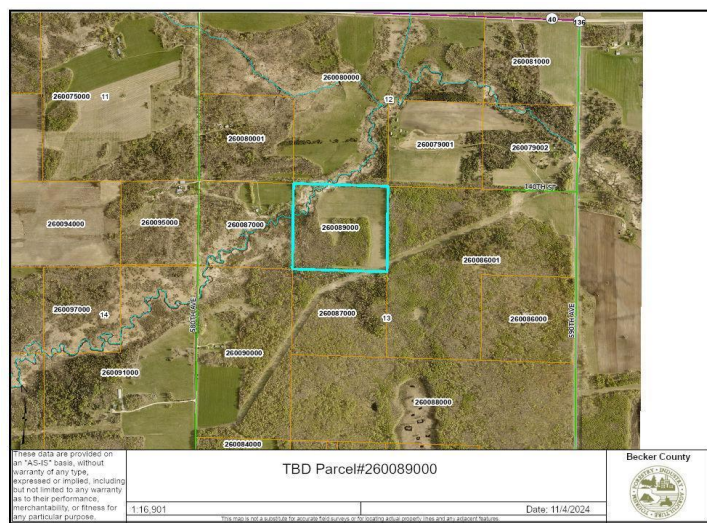 40
136
260081000
260080000
260075000
11
12
260080001
260079001
260079002
140TH ST
260094000
260095000
260087000
260089000
260086001
590TH AVE
260097000
14
260087000
13
260086000
260090000
260091000
260088000
260084000
These data are provided on
an "AS-IS" basis, without
warranty of any type,
expressed or implied, including
but not limited to any warranty
as to their performance,
merchantability, or fitness for
any particular purpose.
TBD Parcel#260089000
1:16,901
Date: 11/4/2024
This map is not a substitute for accurate field surveys or for locating actual property lines and any adjacent features.
Becker County